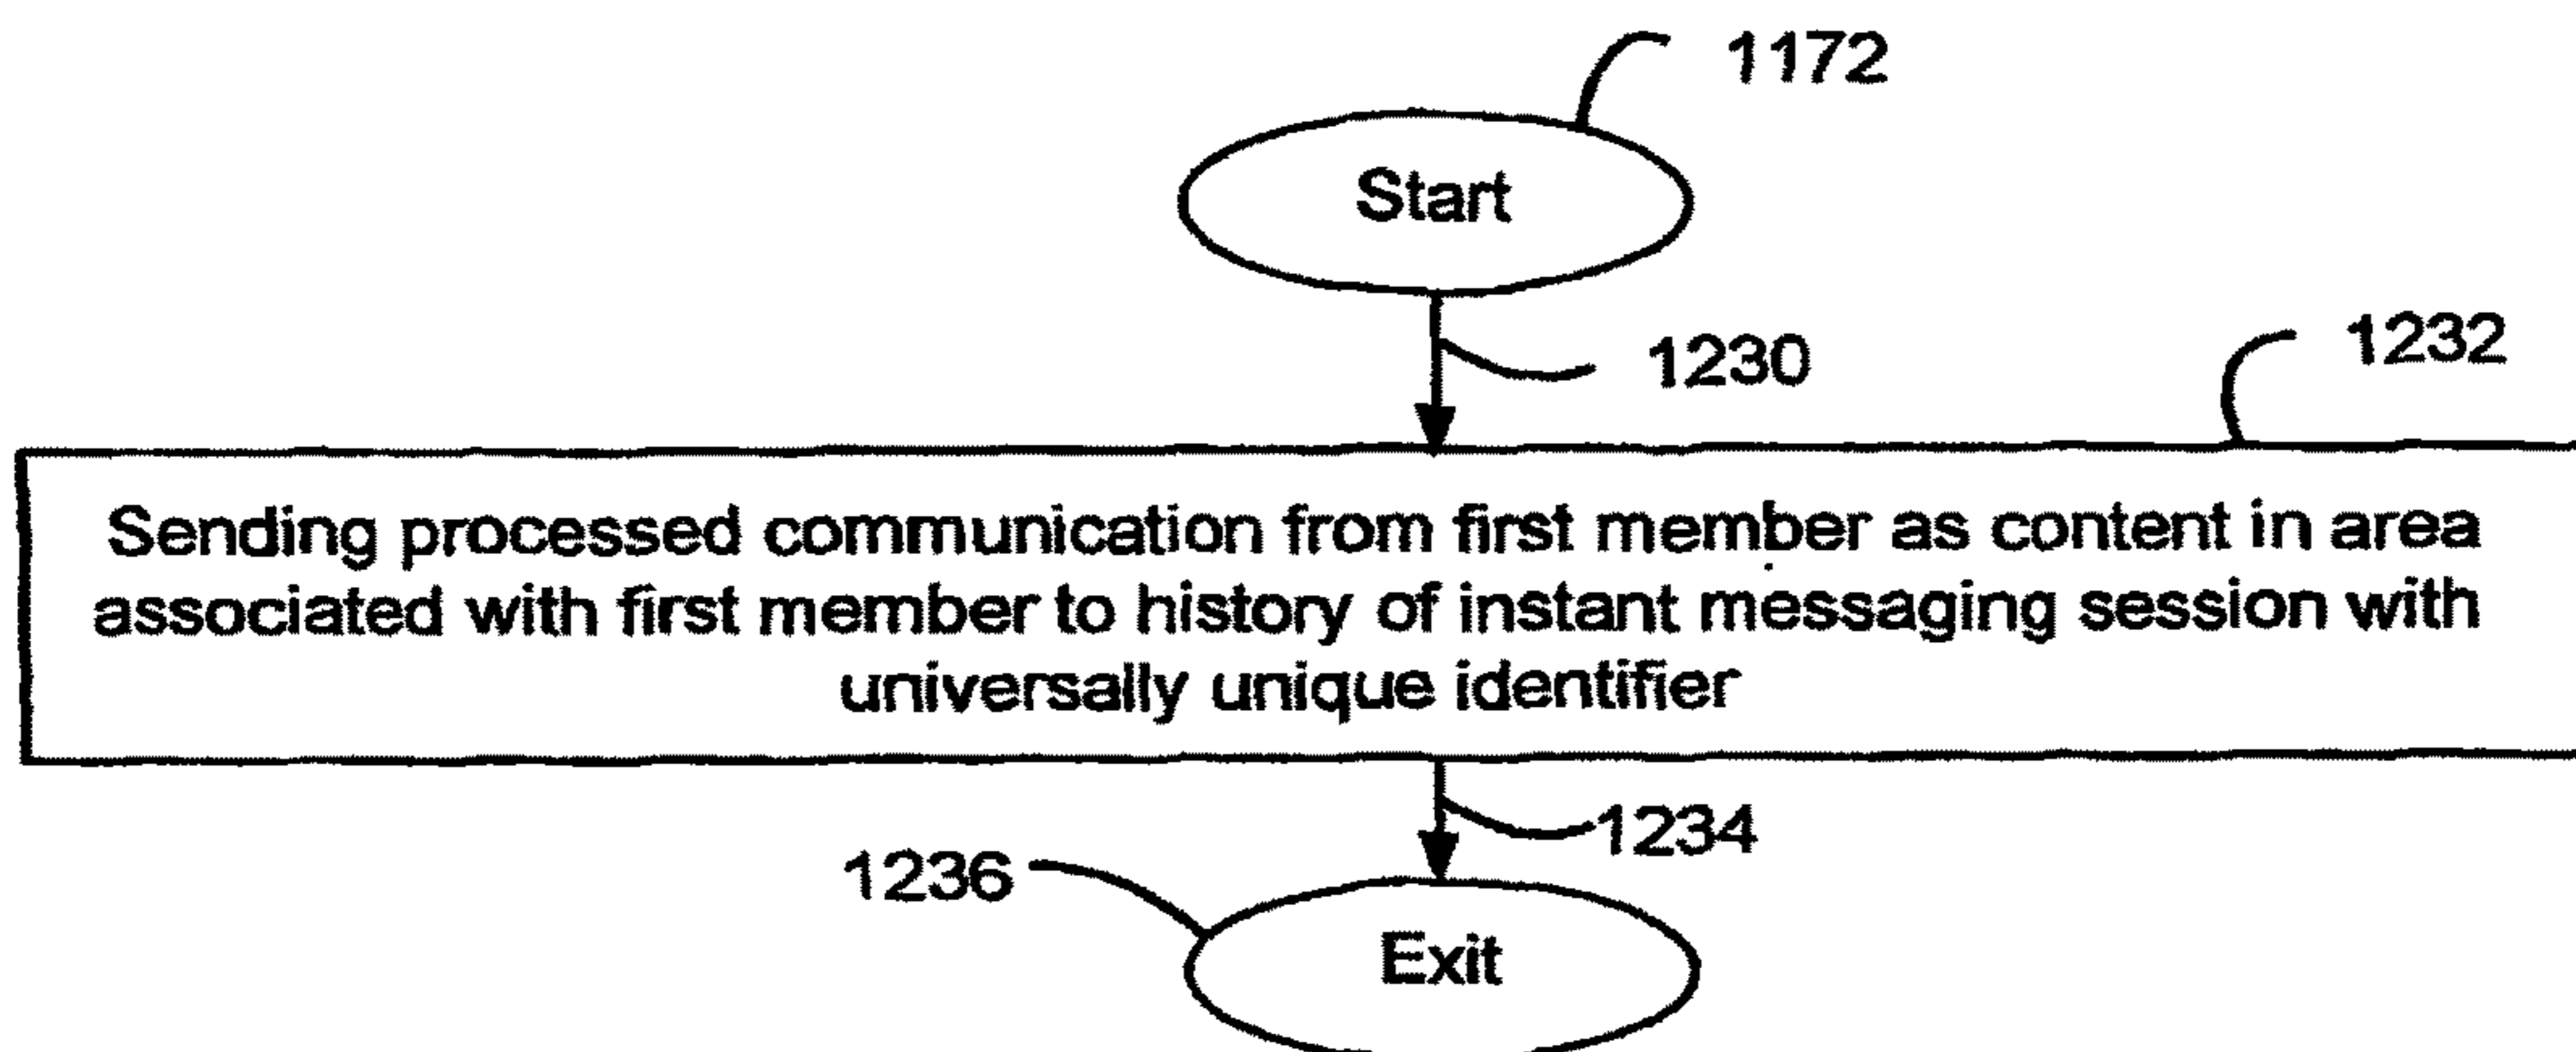 1172
Start
1230
1232
Sending processed communication from first member as content in area
associated with first member to history of instant messaging session with
universally unique identifier
1234
1236
Exit